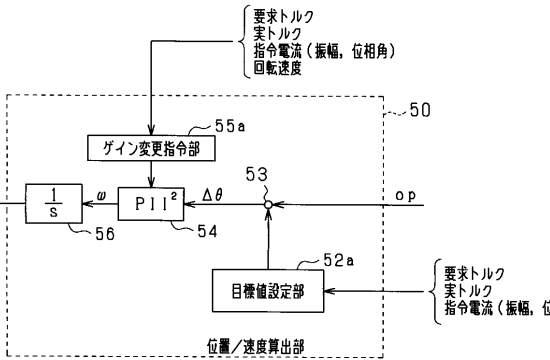 要求トルク
実トルク
指令電流(振幅,位相角)
回転速度
50
55a
ゲイン変更指令部
53
1/s
ω
PII²
Δθ
op
56
54
52a
目標値設定部
要求トルク
実トルク
指令電流(振幅,位
位置/速度算出部